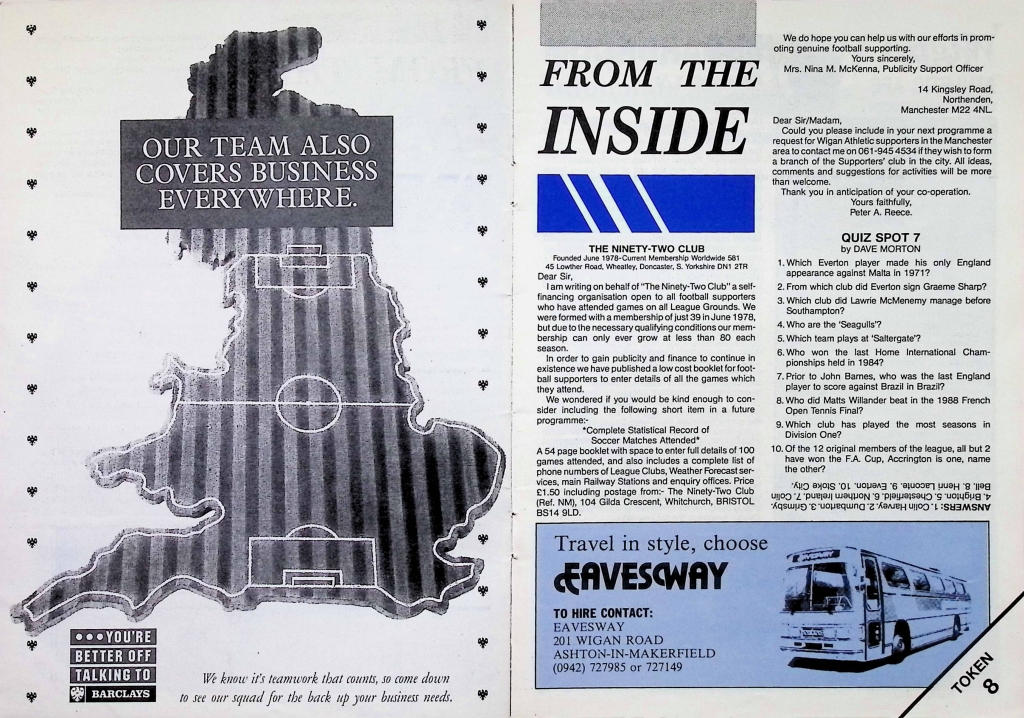 OUR TEAM ALSO
COVERS BUSINESS
EVERYWHERE.
•••YOU'RE
BETTER OFF
TALKING TO
BARCLAYS
We know it's teamwork that counts, so come down
to see our squad for the back up your business needs.
FROM THE
INSIDE
THE NINETY-TWO CLUB
Founded June 1978-Current Membership Worldwide 581
45 Lowther Road, Wheatley, Doncaster, S. Yorkshire DN1 2TR
Dear Sir,
I am writing on behalf of "The Ninety-Two Club" a self-
financing organisation open to all football supporters
who have attended games on all League Grounds. We
were formed with a membership of just 39 in June 1978,
but due to the necessary qualifying conditions our mem-
bership can only ever grow at less than 80 each
season.
In order to gain publicity and finance to continue in
existence we have published a low cost booklet for foot-
ball supporters to enter details of all the games which
they attend.
We wondered if you would be kind enough to con-
sider including the following short item in a future
programme:-
*Complete Statistical Record of
Soccer Matches Attended*
A 54 page booklet with space to enter full details of 100
games attended, and also includes a complete list of
phone numbers of League Clubs, Weather Forecast ser-
vices, main Railway Stations and enquiry offices. Price
£1.50 including postage from:- The Ninety-Two Club
(Ref. NM), 104 Gilda Crescent, Whitchurch, BRISTOL
BS14 9LD.
We do hope you can help us with our efforts in prom-
oting genuine football supporting.
Yours sincerely,
Mrs. Nina M. McKenna, Publicity Support Officer
14 Kingsley Road,
Northenden,
Manchester M22 4NL.
Dear Sir/Madam,
Could you please include in your next programme a
request for Wigan Athletic supporters in the Manchester
area to contact me on 061-945 4534 if they wish to form
a branch of the Supporters' club in the city. All ideas,
comments and suggestions for activities will be more
than welcome.
Thank you in anticipation of your co-operation.
Yours faithfully,
Peter A. Reece.
QUIZ SPOT 7
by DAVE MORTON
1. Which Everton player made his only England
appearance against Malta in 1971?
2. From which club did Everton sign Graeme Sharp?
3. Which club did Lawrie McMenemy manage before
Southampton?
4. Who are the 'Seagulls'?
5. Which team plays at 'Saltergate'?
6. Who won the last Home International Cham-
pionships held in 1984?
7. Prior to John Barnes, who was the last England
player to score against Brazil in Brazil?
8. Who did Matts Willander beat in the 1988 French
Open Tennis Final?
9. Which club has played the most seasons in
Division One?
10. Of the 12 original members of the league, all but 2
have won the F.A. Cup, Accrington is one, name
the other?
ANSWERS: 1. Colin Harvey. 2. Dumbarton. 3. Grimsby.
4. Brighton. 5. Chesterfield. 6. Northern Ireland. 7. Colin
Bell. 8. Henri Laconte. 9. Everton. 10. Stoke City.
Travel in style, choose
EAVESWAY
TO HIRE CONTACT:
EAVESWAY
201 WIGAN ROAD
ASHTON-IN-MAKERFIELD
(0942) 727985 or 727149
EAVESWAY
TOKEN
8